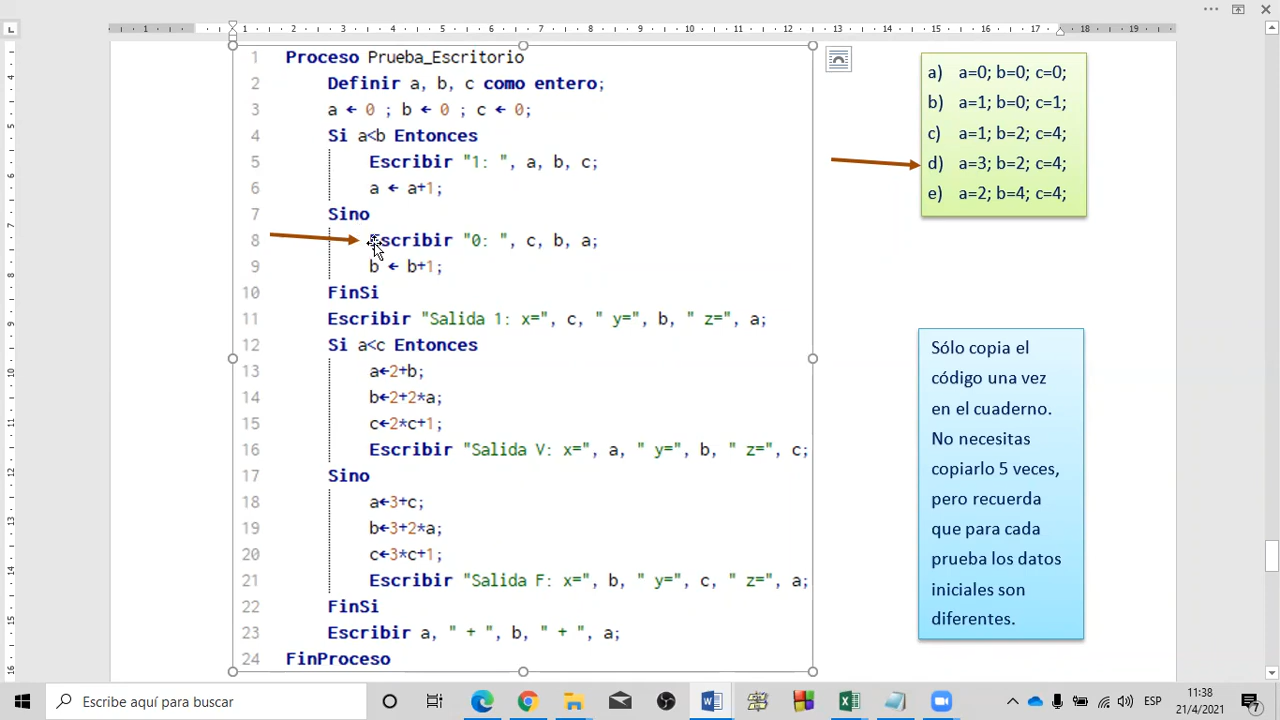 1 Proceso Prueba_Escritorio
2 Definir a, b, c como entero;
3 a ← 0 ; b ← 0 ; c ← 0;
4 Si a<b Entonces
5 Escribir "1: ", a, b, c;
6 a ← a+1;
7 Sino
8 Escribir "0: ", c, b, a;
9 b ← b+1;
10 FinSi
11 Escribir "Salida 1: x=", c, " y=", b, " z=", a;
12 Si a<c Entonces
13 a←2+b;
14 b←2+2*a;
15 c←2*c+1;
16 Escribir "Salida V: x=", a, " y=", b, " z=", c;
17 Sino
18 a←3+c;
19 b←3+2*a;
20 c←3*c+1;
21 Escribir "Salida F: x=", b, " y=", c, " z=", a;
22 FinSi
23 Escribir a, " + ", b, " + ", a;
24 FinProceso
a) a=0; b=0; c=0;
b) a=1; b=0; c=1;
c) a=1; b=2; c=4;
d) a=3; b=2; c=4;
e) a=2; b=4; c=4;
Sólo copia el
código una vez
en el cuaderno.
No necesitas
copiarlo 5 veces,
pero recuerda
que para cada
prueba los datos
iniciales son
diferentes.
Escribe aquí para buscar
ESP
11:38
21/4/2021
7